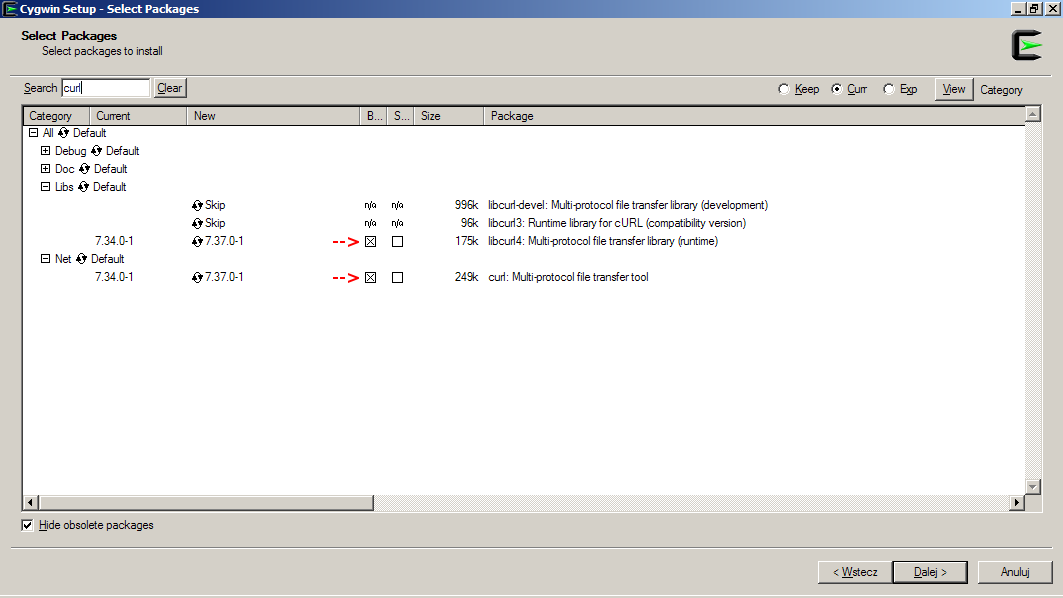 Cygwin Setup - Select Packages
Select Packages
Select packages to install
Search curl Clear Keep Curr Exp View Category
Category Current New B... S... Size Package
All Default
Debug Default
Doc Default
Libs Default
Skip n/a n/a 996k libcurl-devel: Multi-protocol file transfer library (development)
Skip n/a n/a 96k libcurl3: Runtime library for cURL (compatibility version)
7.34.0-1 7.37.0-1 --> 175k libcurl4: Multi-protocol file transfer library (runtime)
Net Default
7.34.0-1 7.37.0-1 --> 249k curl: Multi-protocol file transfer tool
Hide obsolete packages
< Wstecz Dalej > Anuluj